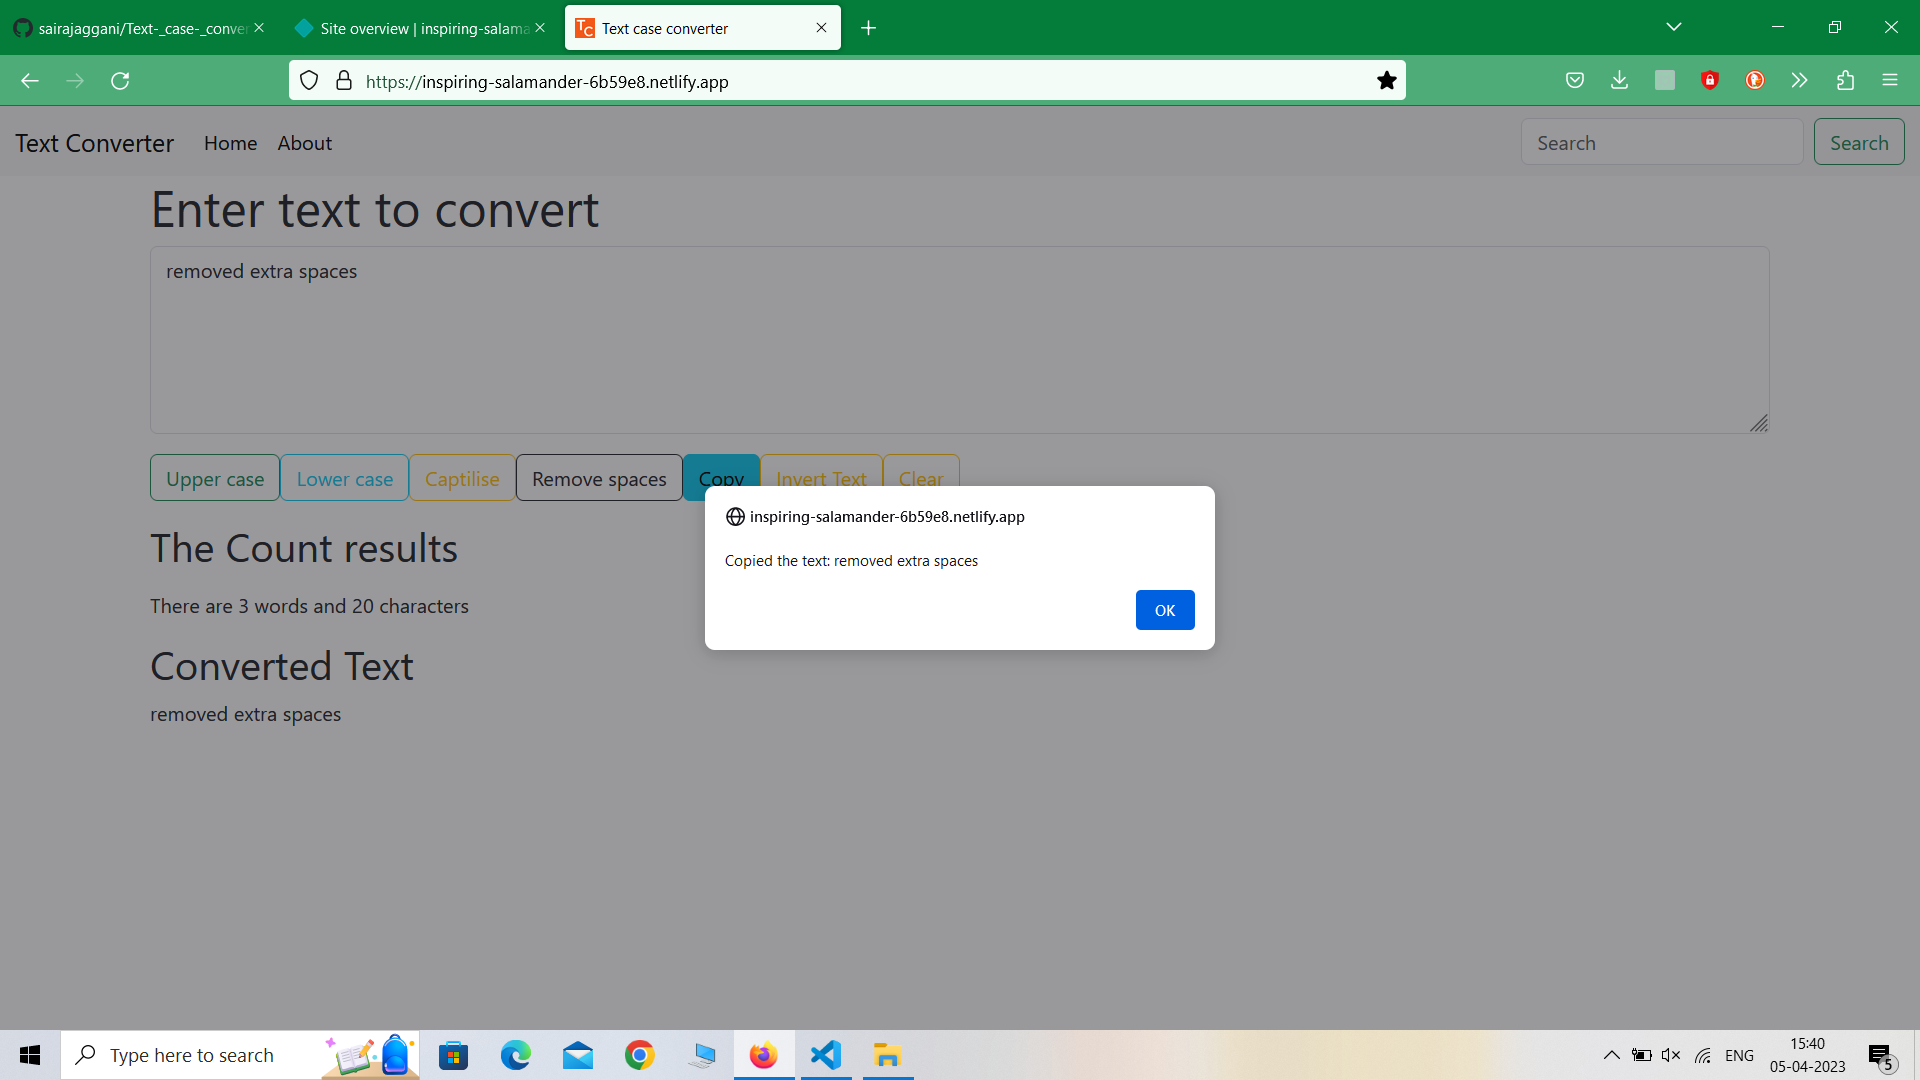 sairajaggani/Text-_case-_conver
Site overview | inspiring-salama
TC Text case converter
https://inspiring-salamander-6b59e8.netlify.app
Text Converter Home About Search Search
Enter text to convert
removed extra spaces
Upper case Lower case Captilise Remove spaces Copy Invert Text Clear
inspiring-salamander-6b59e8.netlify.app
Copied the text: removed extra spaces
OK
The Count results
There are 3 words and 20 characters
Converted Text
removed extra spaces
Type here to search
ENG
15:40
05-04-2023
5